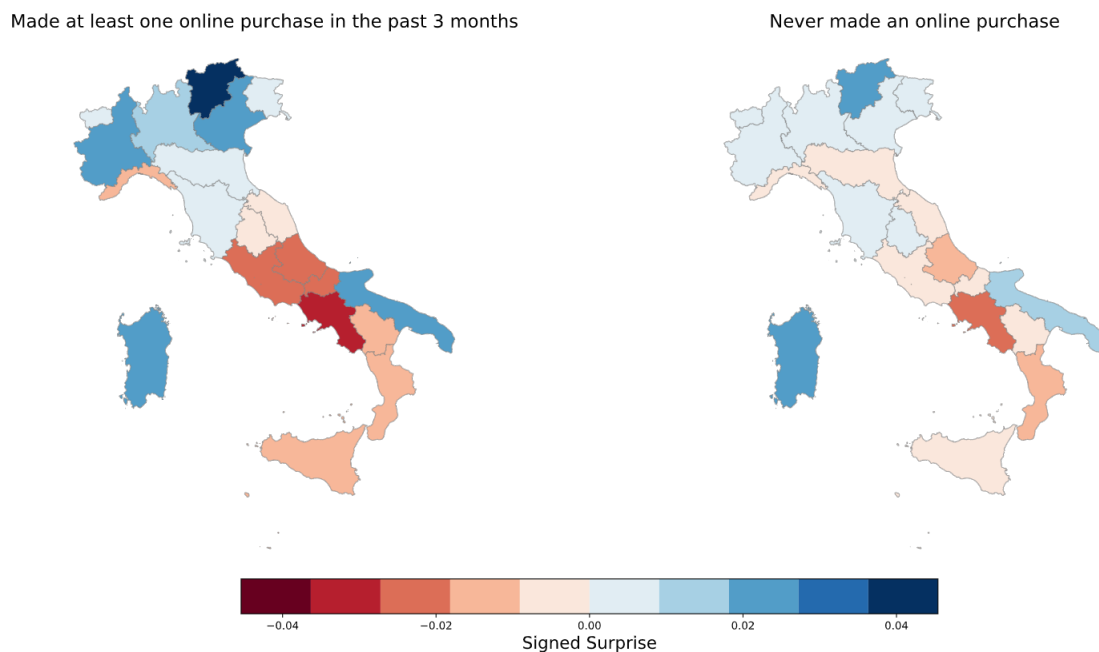 Made at least one online purchase in the past 3 months
Never made an online purchase
−0.04
−0.02
0.00
0.02
0.04
Signed Surprise